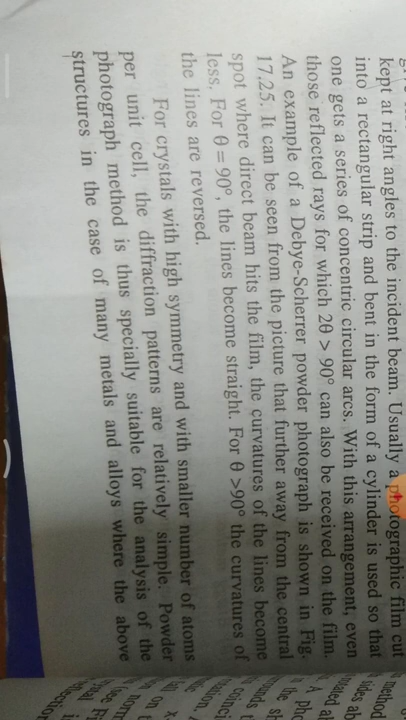 kept at right angles to the incident beam. Usually a photographic film cut
into a rectangular strip and bent in the form of a cylinder is used so that
one gets a series of concentric circular arcs. With this arrangement, even
those reflected rays for which 2θ > 90° can also be received on the film.
An example of a Debye-Scherrer powder photograph is shown in Fig.
17.25. It can be seen from the picture that further away from the central
spot where direct beam hits the film, the curvatures of the lines become
less. For θ = 90°, the lines become straight. For θ >90° the curvatures of
the lines are reversed.
For crystals with high symmetry and with smaller number of atoms
per unit cell, the diffraction patterns are relatively simple. Powder
photograph method is thus specially suitable for the analysis of the
structures in the case of many metals and alloys where the above
method
sides ab
A pho
the
on